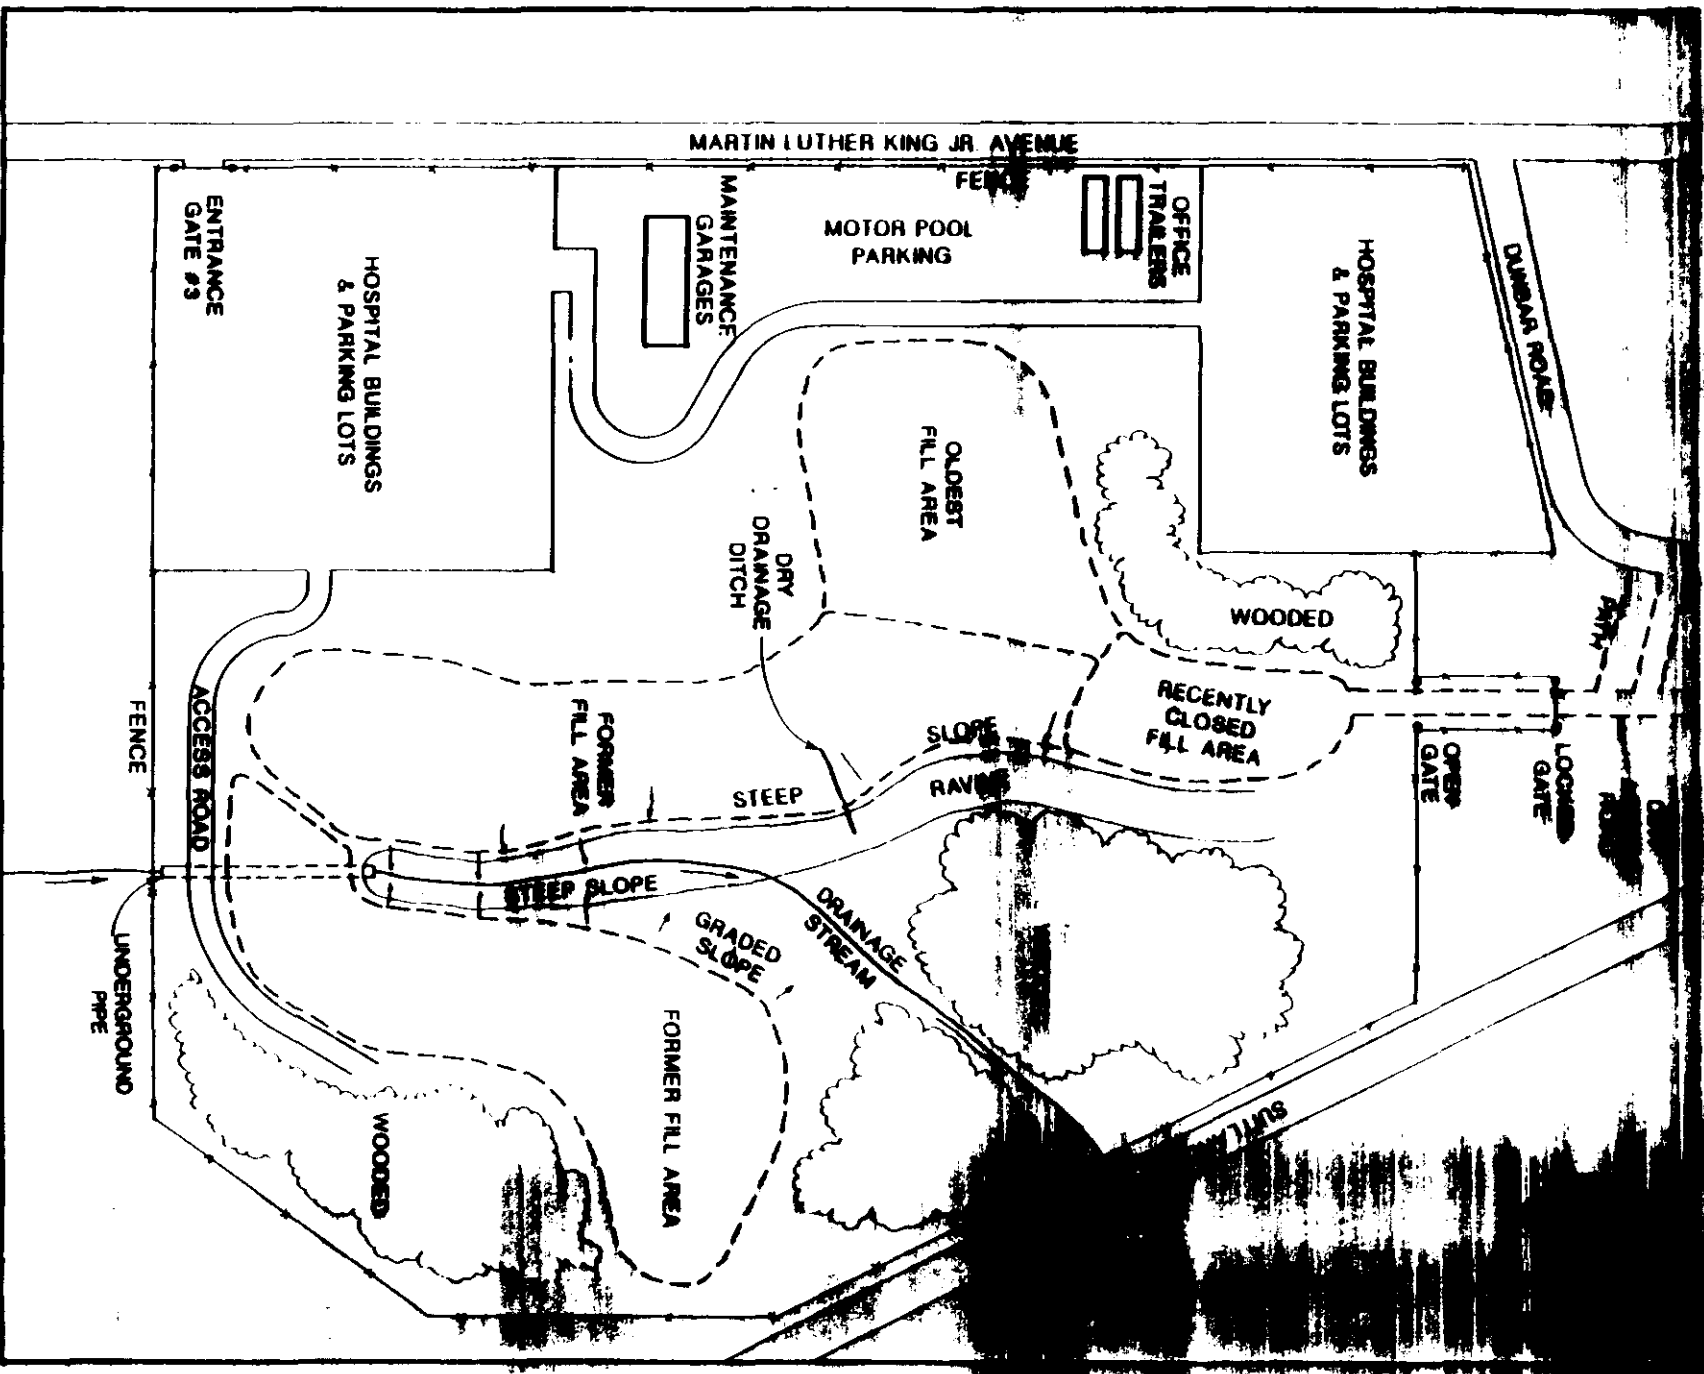 MARTIN LUTHER KING JR. AVENUE
FENCE
ENTRANCE
GATE #3
HOSPITAL BUILDINGS
& PARKING LOTS
MAINTENANCE
GARAGES
MOTOR POOL
PARKING
OFFICE
TRAILERS
HOSPITAL BUILDINGS
& PARKING LOTS
DUNBAR ROAD
OLDEST
FILL AREA
DRY
DRAINAGE
DITCH
WOODED
PATH
RECENTLY
CLOSED
FILL AREA
OPEN
GATE
LOCKED
GATE
ROAD
FENCE
ACCESS ROAD
FORMER
FILL AREA
STEEP
SLOPE
RAVINE
STEEP SLOPE
GRADED
SLOPE
DRAINAGE
STREAM
UNDERGROUND
PIPE
WOODED
FORMER FILL AREA